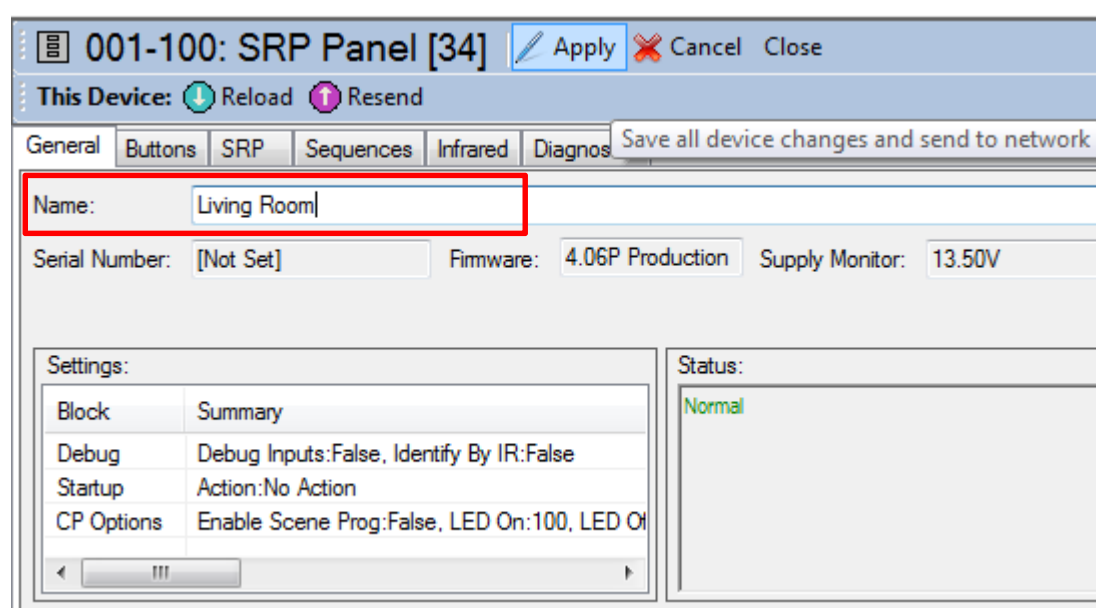 001-100: SRP Panel [34] Apply Cancel Close
This Device: Reload Resend
General Buttons SRP Sequences Infrared Diagnos
Save all device changes and send to network
Name: Living Room
Serial Number: [Not Set] Firmware: 4.06P Production Supply Monitor: 13.50V
Settings: Status:
Block Summary Normal
Debug Debug Inputs:False, Identify By IR:False
Startup Action:No Action
CP Options Enable Scene Prog:False, LED On:100, LED Of